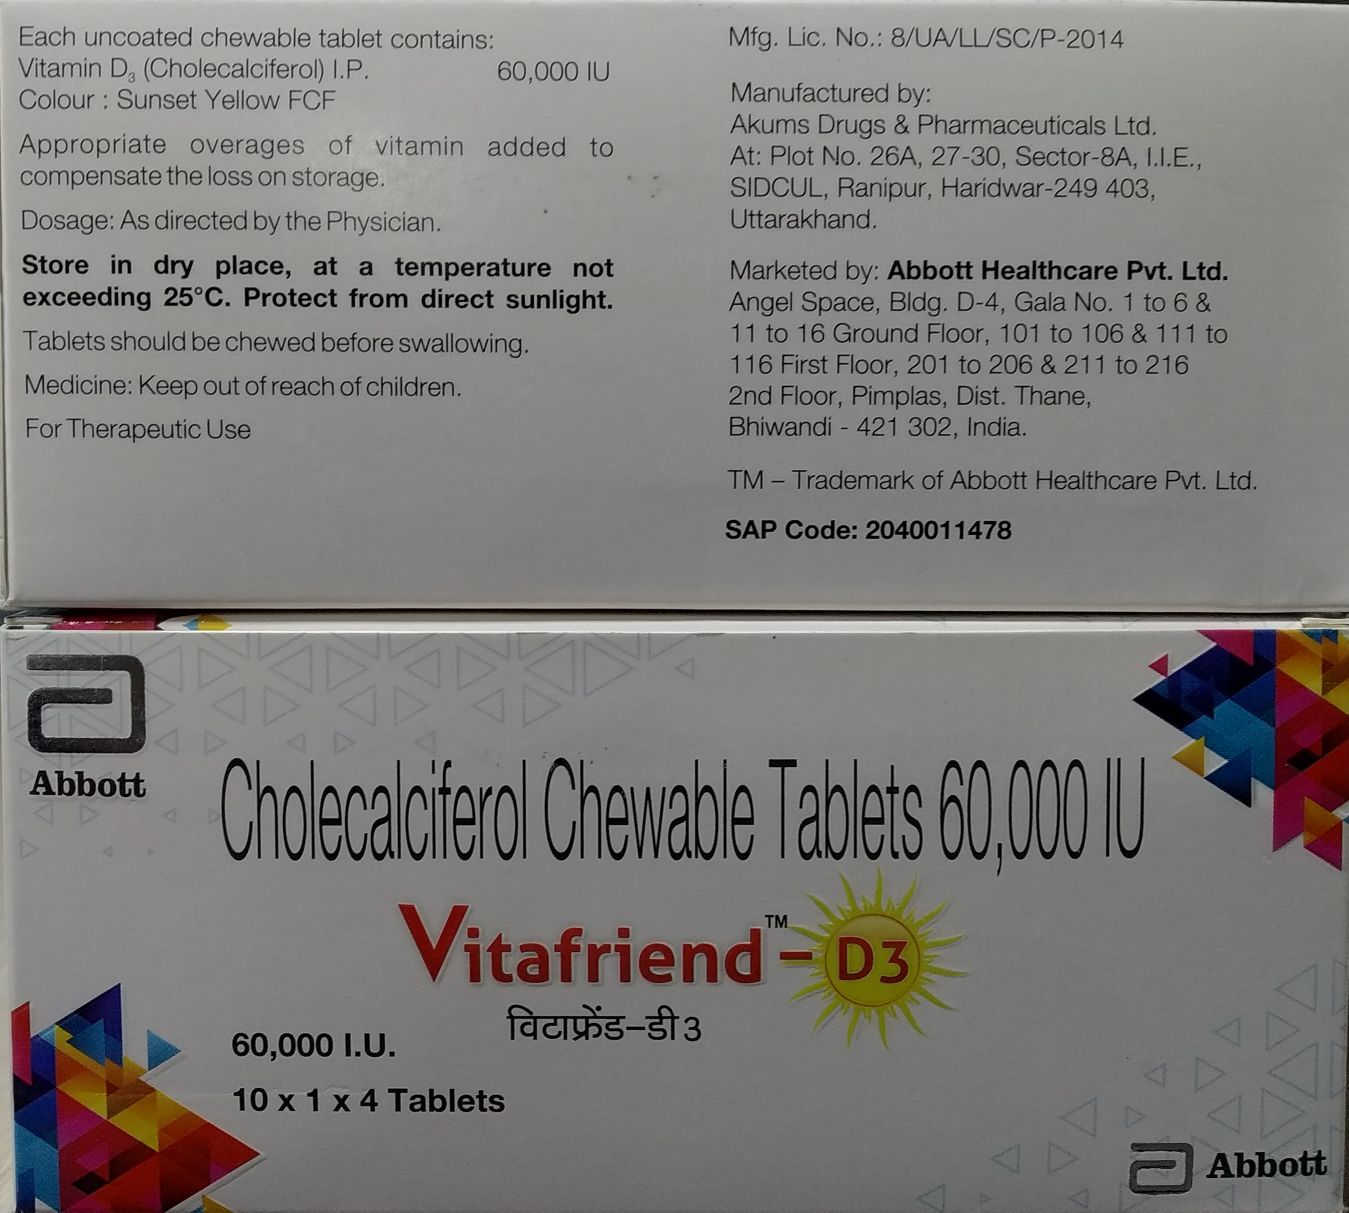 Each uncoated chewable tablet contains:
Vitamin D3 (Cholecalciferol) I.P. 60,000 IU
Colour : Sunset Yellow FCF
Appropriate overages of vitamin added to
compensate the loss on storage.
Dosage: As directed by the Physician.
Store in dry place, at a temperature not
exceeding 25°C. Protect from direct sunlight.
Tablets should be chewed before swallowing.
Medicine: Keep out of reach of children.
For Therapeutic Use
Mfg. Lic. No.: 8/UA/LL/SC/P-2014
Manufactured by:
Akums Drugs & Pharmaceuticals Ltd.
At: Plot No. 26A, 27-30, Sector-8A, I.I.E.,
SIDCUL, Ranipur, Haridwar-249 403,
Uttarakhand.
Marketed by: Abbott Healthcare Pvt. Ltd.
Angel Space, Bldg. D-4, Gala No. 1 to 6 &
11 to 16 Ground Floor, 101 to 106 & 111 to
116 First Floor, 201 to 206 & 211 to 216
2nd Floor, Pimplas, Dist. Thane,
Bhiwandi - 421 302, India.
TM – Trademark of Abbott Healthcare Pvt. Ltd.
SAP Code: 2040011478
Abbott
Cholecalciferol Chewable Tablets 60,000 IU
Vitafriend™-D3
विटाफ्रेंड-डी3
60,000 I.U.
10 x 1 x 4 Tablets
Abbott